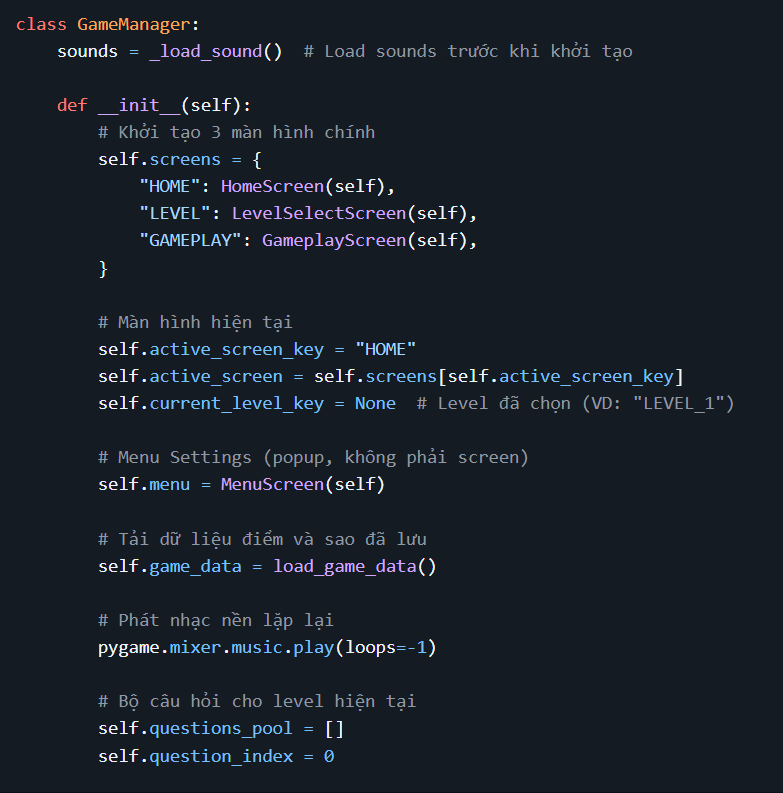 class GameManager:
    sounds = _load_sound()  # Load sounds trước khi khởi tạo

    def __init__(self):
        # Khởi tạo 3 màn hình chính
        self.screens = {
            "HOME": HomeScreen(self),
            "LEVEL": LevelSelectScreen(self),
            "GAMEPLAY": GameplayScreen(self),
        }

        # Màn hình hiện tại
        self.active_screen_key = "HOME"
        self.active_screen = self.screens[self.active_screen_key]
        self.current_level_key = None  # Level đã chọn (VD: "LEVEL_1")

        # Menu Settings (popup, không phải screen)
        self.menu = MenuScreen(self)

        # Tải dữ liệu điểm và sao đã lưu
        self.game_data = load_game_data()

        # Phát nhạc nền lặp lại
        pygame.mixer.music.play(loops=-1)

        # Bộ câu hỏi cho level hiện tại
        self.questions_pool = []
        self.question_index = 0